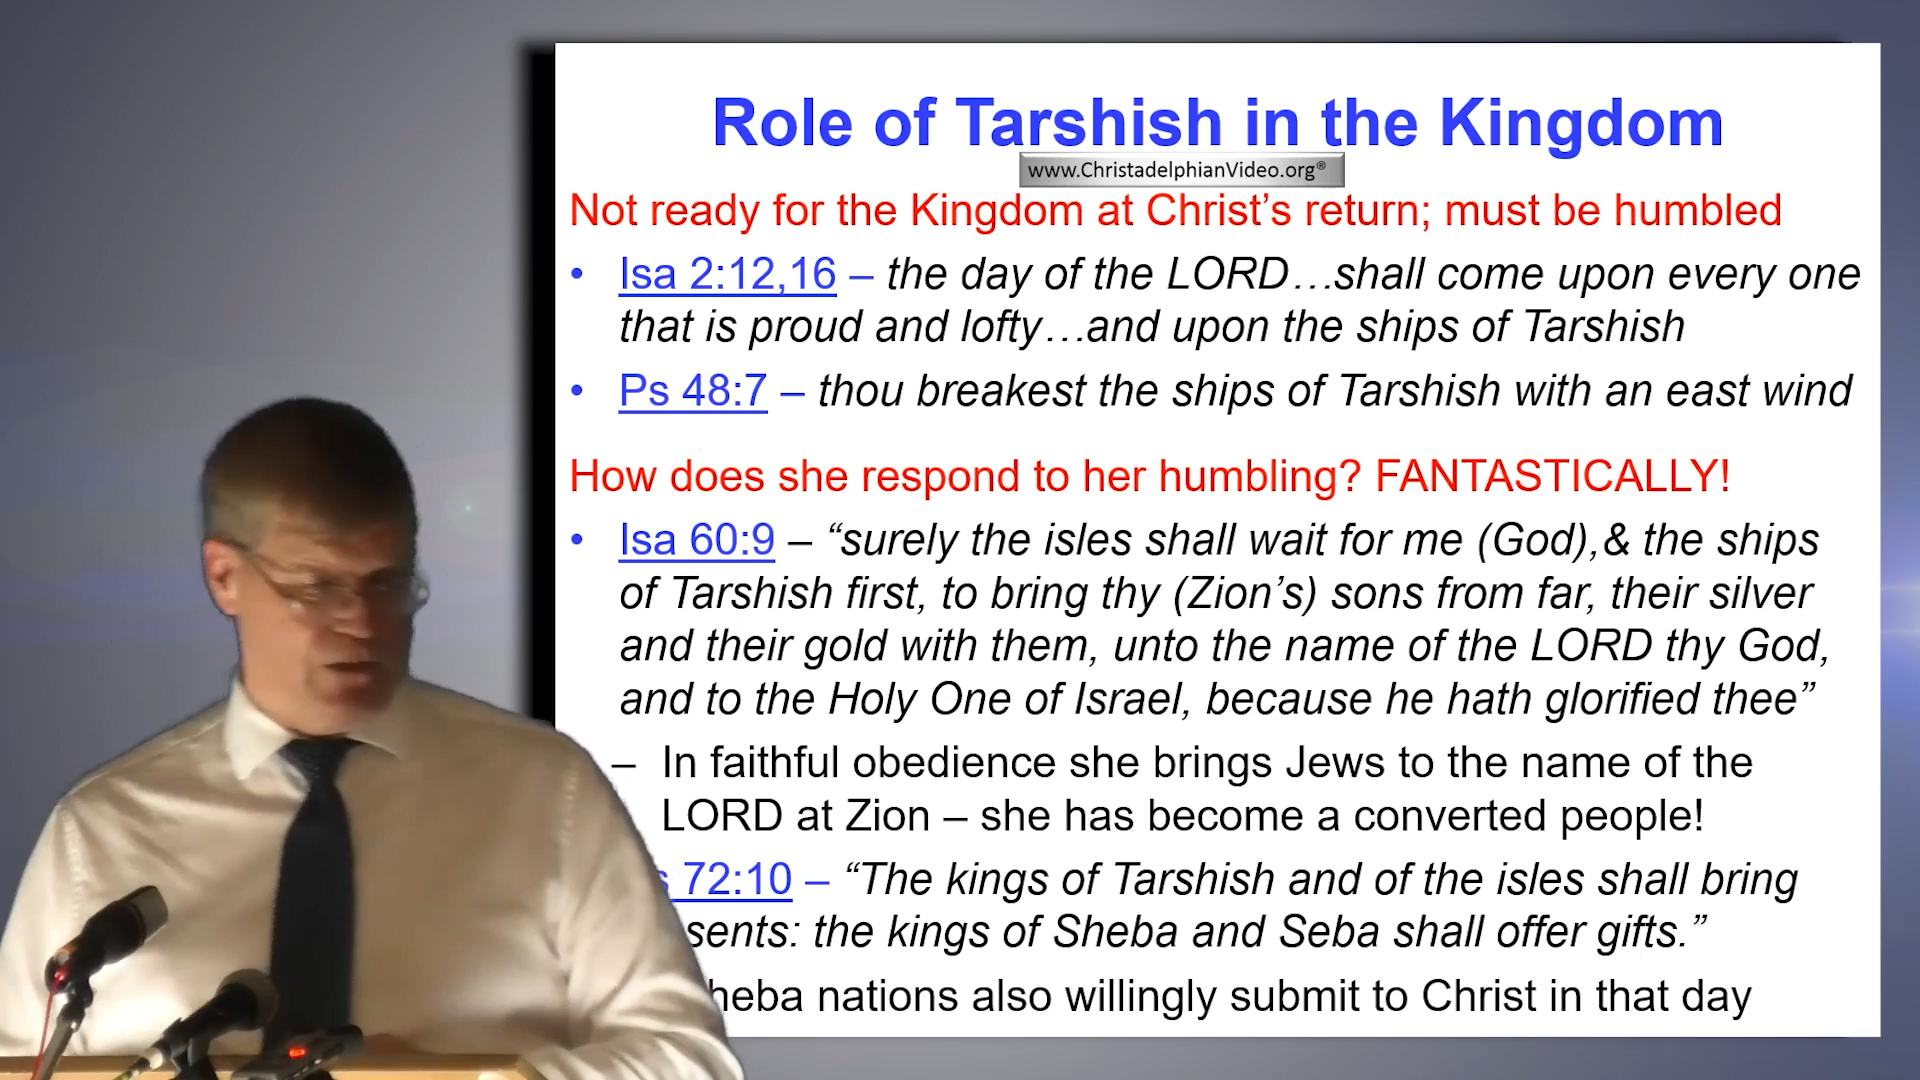 Role of Tarshish in the Kingdom
www.ChristadelphianVideo.org®
Not ready for the Kingdom at Christ’s return; must be humbled
• Isa 2:12,16 – the day of the LORD…shall come upon every one
that is proud and lofty…and upon the ships of Tarshish
• Ps 48:7 – thou breakest the ships of Tarshish with an east wind
How does she respond to her humbling? FANTASTICALLY!
• Isa 60:9 – “surely the isles shall wait for me (God),& the ships
of Tarshish first, to bring thy (Zion’s) sons from far, their silver
and their gold with them, unto the name of the LORD thy God,
and to the Holy One of Israel, because he hath glorified thee”
– In faithful obedience she brings Jews to the name of the
LORD at Zion – she has become a converted people!
72:10 – “The kings of Tarshish and of the isles shall bring
sents: the kings of Sheba and Seba shall offer gifts.”
heba nations also willingly submit to Christ in that day